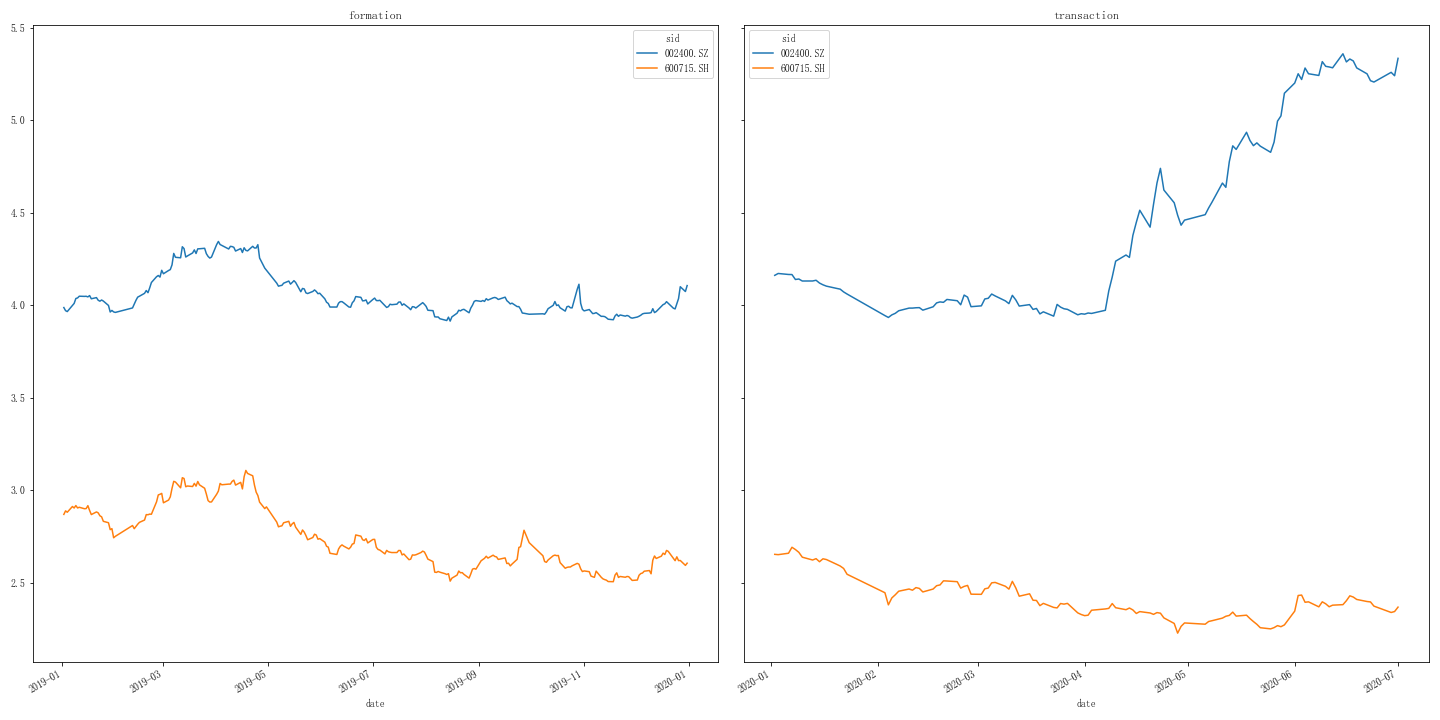 formation
sid
002400.SZ
600715.SH
5.5
5.0
4.5
4.0
3.5
3.0
2.5
2019-01
2019-03
2019-05
2019-07
2019-09
2019-11
2020-01
date
transaction
sid
002400.SZ
600715.SH
2020-01
2020-02
2020-03
2020-04
2020-05
2020-06
2020-07
date